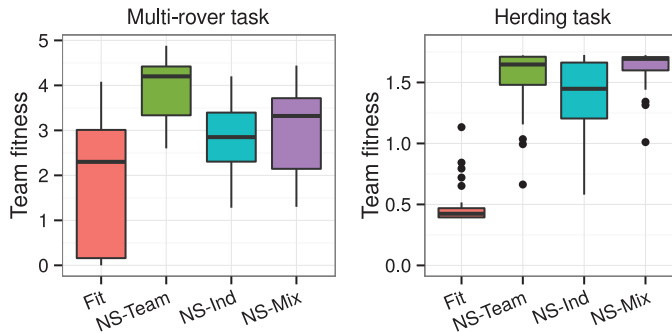 Multi-rover task
Team fitness
5
4
3
2
1
0
Fit
NS-Team
NS-Ind
NS-Mix
Herding task
Team fitness
1.5
1.0
0.5
0.0
Fit
NS-Team
NS-Ind
NS-Mix